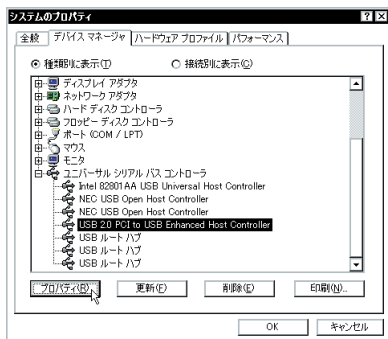 システムのプロパティ
全般 デバイス マネージャ ハードウェア プロファイル パフォーマンス
種類別に表示(T) 接続別に表示(C)
ディスプレイ アダプタ
ネットワーク アダプタ
ハード ディスク コントローラ
フロッピー ディスク コントローラ
ポート (COM / LPT)
マウス
モニタ
ユニバーサル シリアル バス コントローラ
Intel 82801AA USB Universal Host Controller
NEC USB Open Host Controller
NEC USB Open Host Controller
USB 2.0 PCI to USB Enhanced Host Controller
USB ルート ハブ
USB ルート ハブ
USB ルート ハブ
プロパティ(R) 更新(F) 削除(E) 印刷(N)...
OK キャンセル